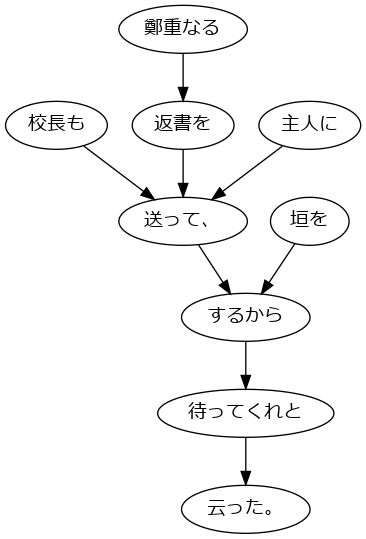 鄭重なる
校長も
返書を
主人に
送って、
垣を
するから
待ってくれと
云った。